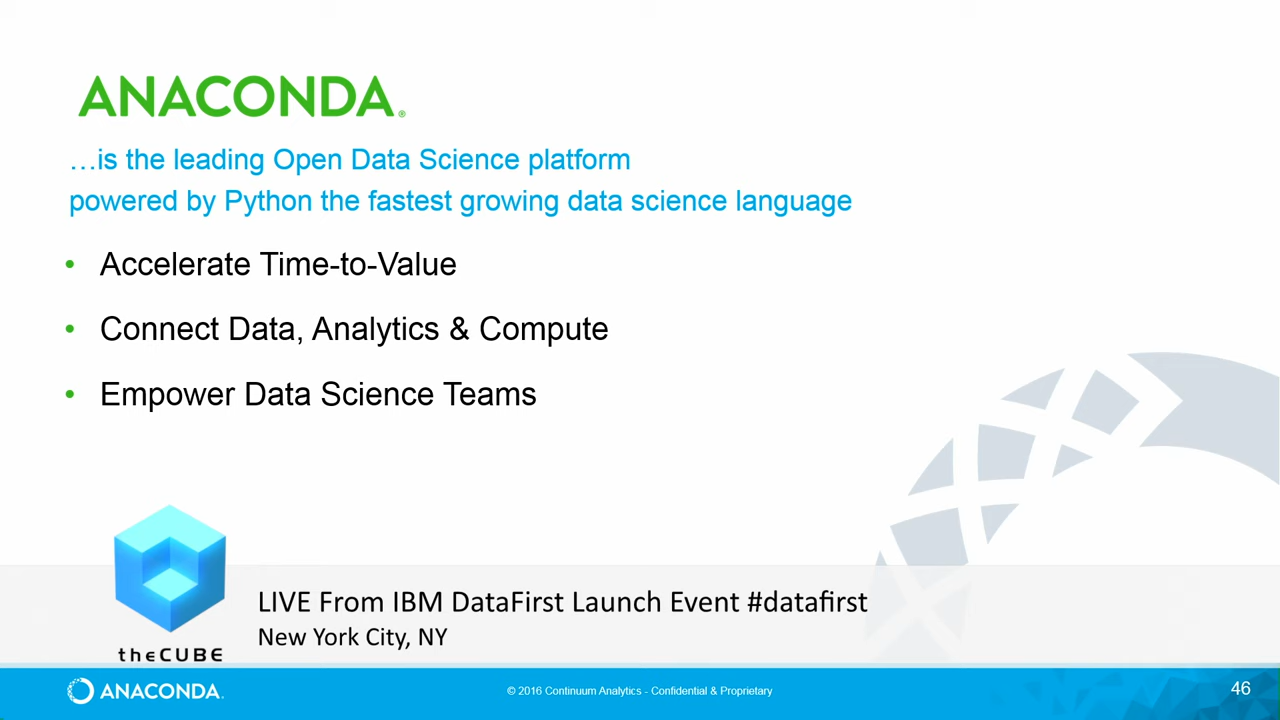 ANACONDA®
…is the leading Open Data Science platform
powered by Python the fastest growing data science language
• Accelerate Time-to-Value
• Connect Data, Analytics & Compute
• Empower Data Science Teams
LIVE From IBM DataFirst Launch Event #datafirst
New York City, NY
theCUBE
ANACONDA.
© 2016 Continuum Analytics - Confidential & Proprietary
46